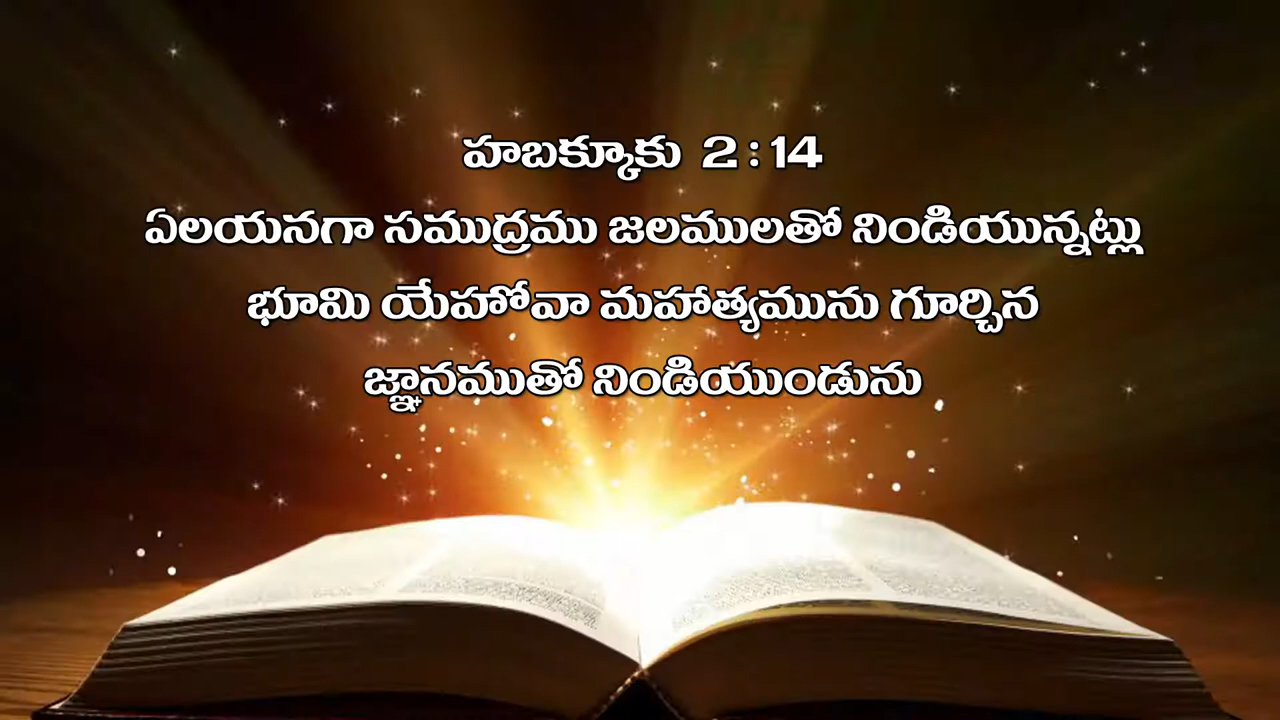 హబక్కూకు 2 : 14
ఏలయనగా సముద్రము జలములతో నిండియున్నట్లు
భూమి యేహోవా మహాత్యమును గూర్చిన
జ్ఞానముతో నిండియుండును